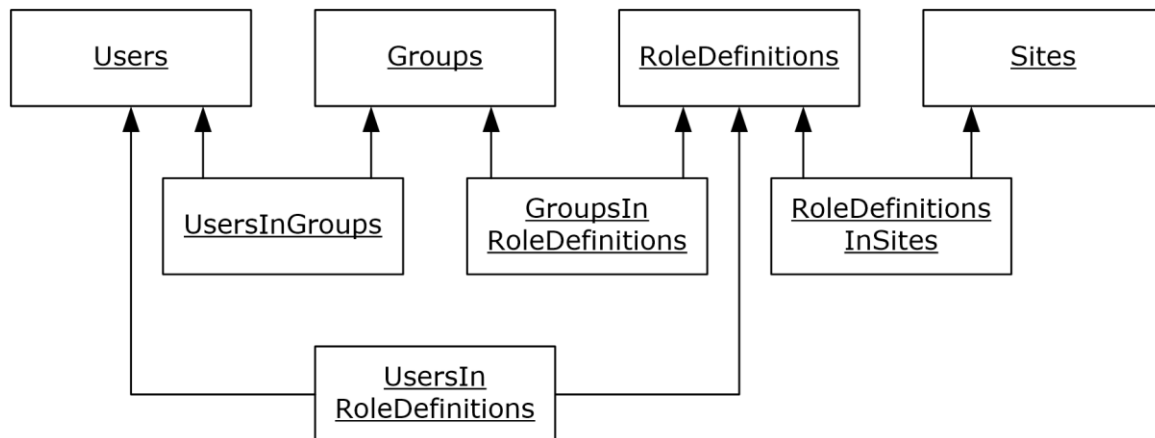 Users
Groups
RoleDefinitions
Sites
UsersInGroups
GroupsIn
RoleDefinitions
RoleDefinitions
InSites
UsersIn
RoleDefinitions